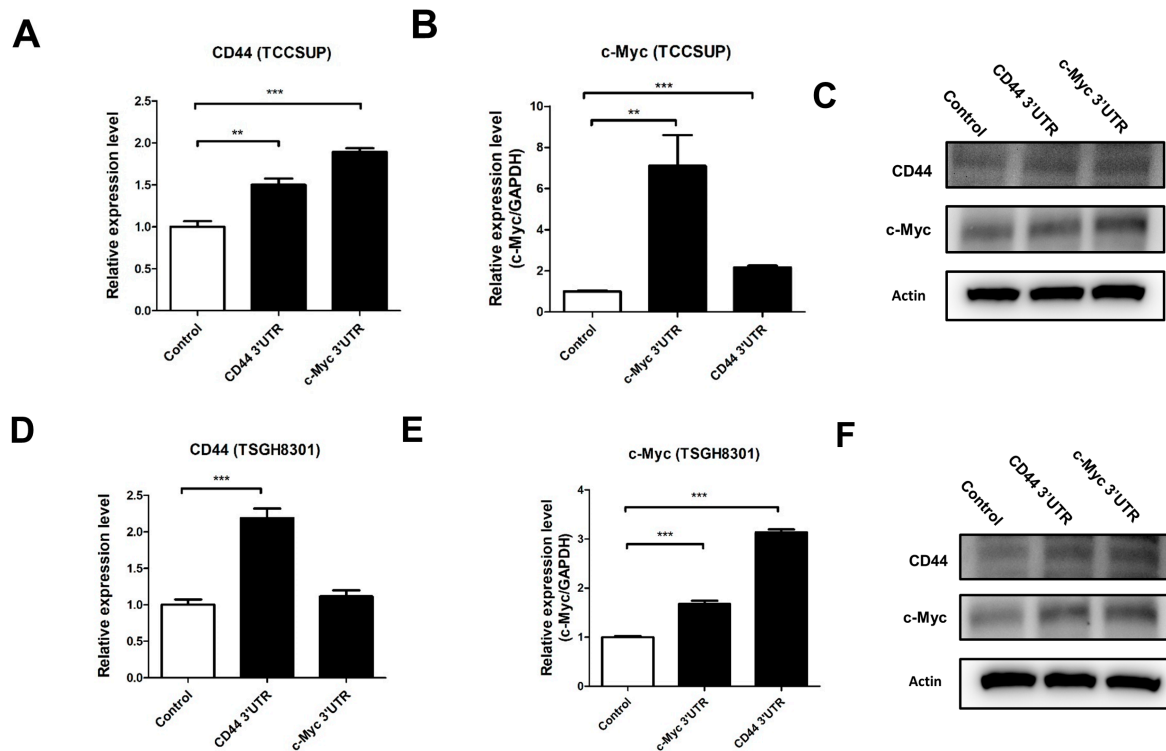 A
CD44 (TCCSUP)
Relative expression level
2.5
2.0
1.5
1.0
0.5
0.0
***
**
Control
CD44 3'UTR
c-Myc 3'UTR
B
c-Myc (TCCSUP)
Relative expression level
(c-Myc/GAPDH)
10
8
6
4
2
0
***
**
Control
c-Myc 3'UTR
CD44 3'UTR
C
Control
CD44 3'UTR
c-Myc 3'UTR
CD44
c-Myc
Actin
D
CD44 (TSGH8301)
Relative expression level
2.5
2.0
1.5
1.0
0.5
0.0
***
Control
CD44 3'UTR
c-Myc 3'UTR
E
c-Myc (TSGH8301)
Relative expression level
(c-Myc/GAPDH)
4
3
2
1
0
***
***
Control
c-Myc 3'UTR
CD44 3'UTR
F
Control
CD44 3'UTR
c-Myc 3'UTR
CD44
c-Myc
Actin